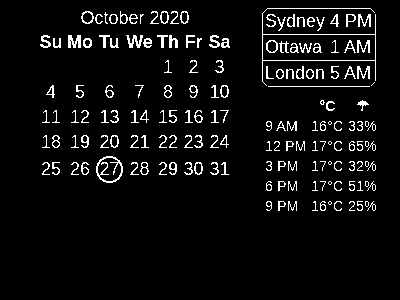 October 2020
Su Mo Tu We Th Fr Sa
1 2 3
4 5 6 7 8 9 10
11 12 13 14 15 16 17
18 19 20 21 22 23 24
25 26 27 28 29 30 31
Sydney 4 PM
Ottawa 1 AM
London 5 AM
°C ☂
9 AM 16°C 33%
12 PM 17°C 65%
3 PM 17°C 32%
6 PM 17°C 51%
9 PM 16°C 25%